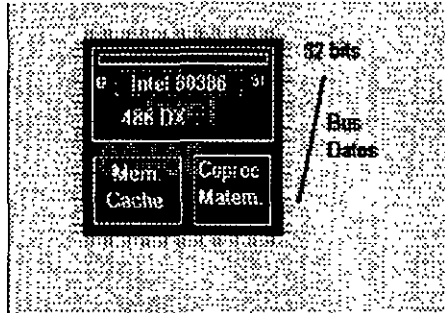 32 bits
Intel 80386
486 DX
Bus
Datos
Mem.
Cache
Coproc
Matem.